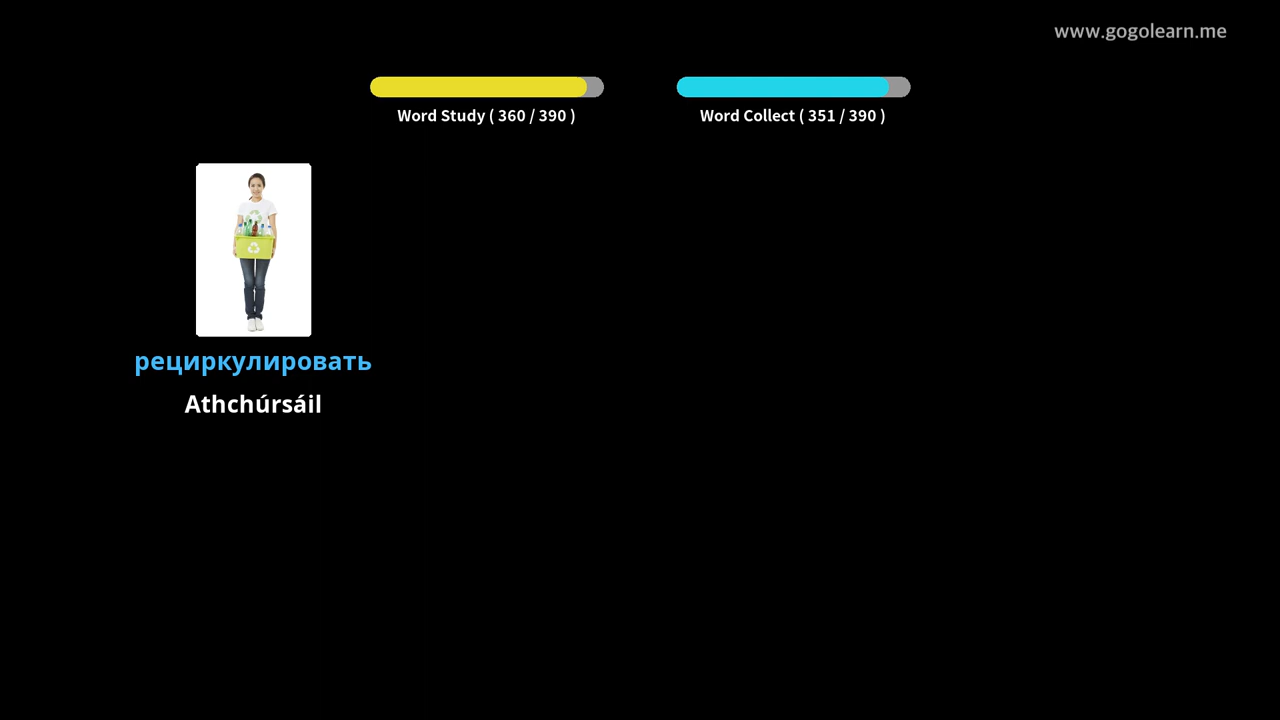 www.gogolearn.me
Word Study ( 360 / 390 )
Word Collect ( 351 / 390 )
рециркулировать
Athchúrsáil